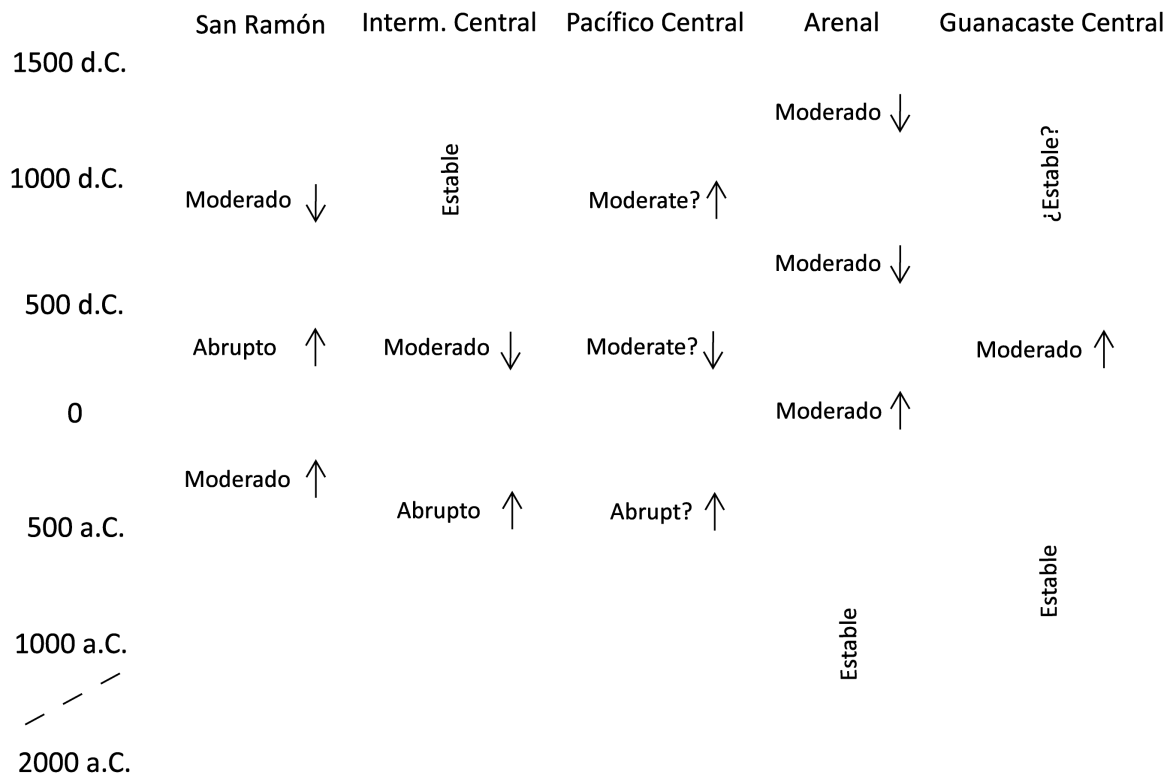 San Ramón Interm. Central Pacífico Central Arenal Guanacaste Central
1500 d.C.
Moderado
1000 d.C.
Estable
¿Estable?
Moderado
Moderate?
Moderado
500 d.C.
Abrupto
Moderado
Moderate?
Moderado
0
Moderado
Moderado
Abrupto
Abrupt?
500 a.C.
Estable
1000 a.C.
Estable
2000 a.C.